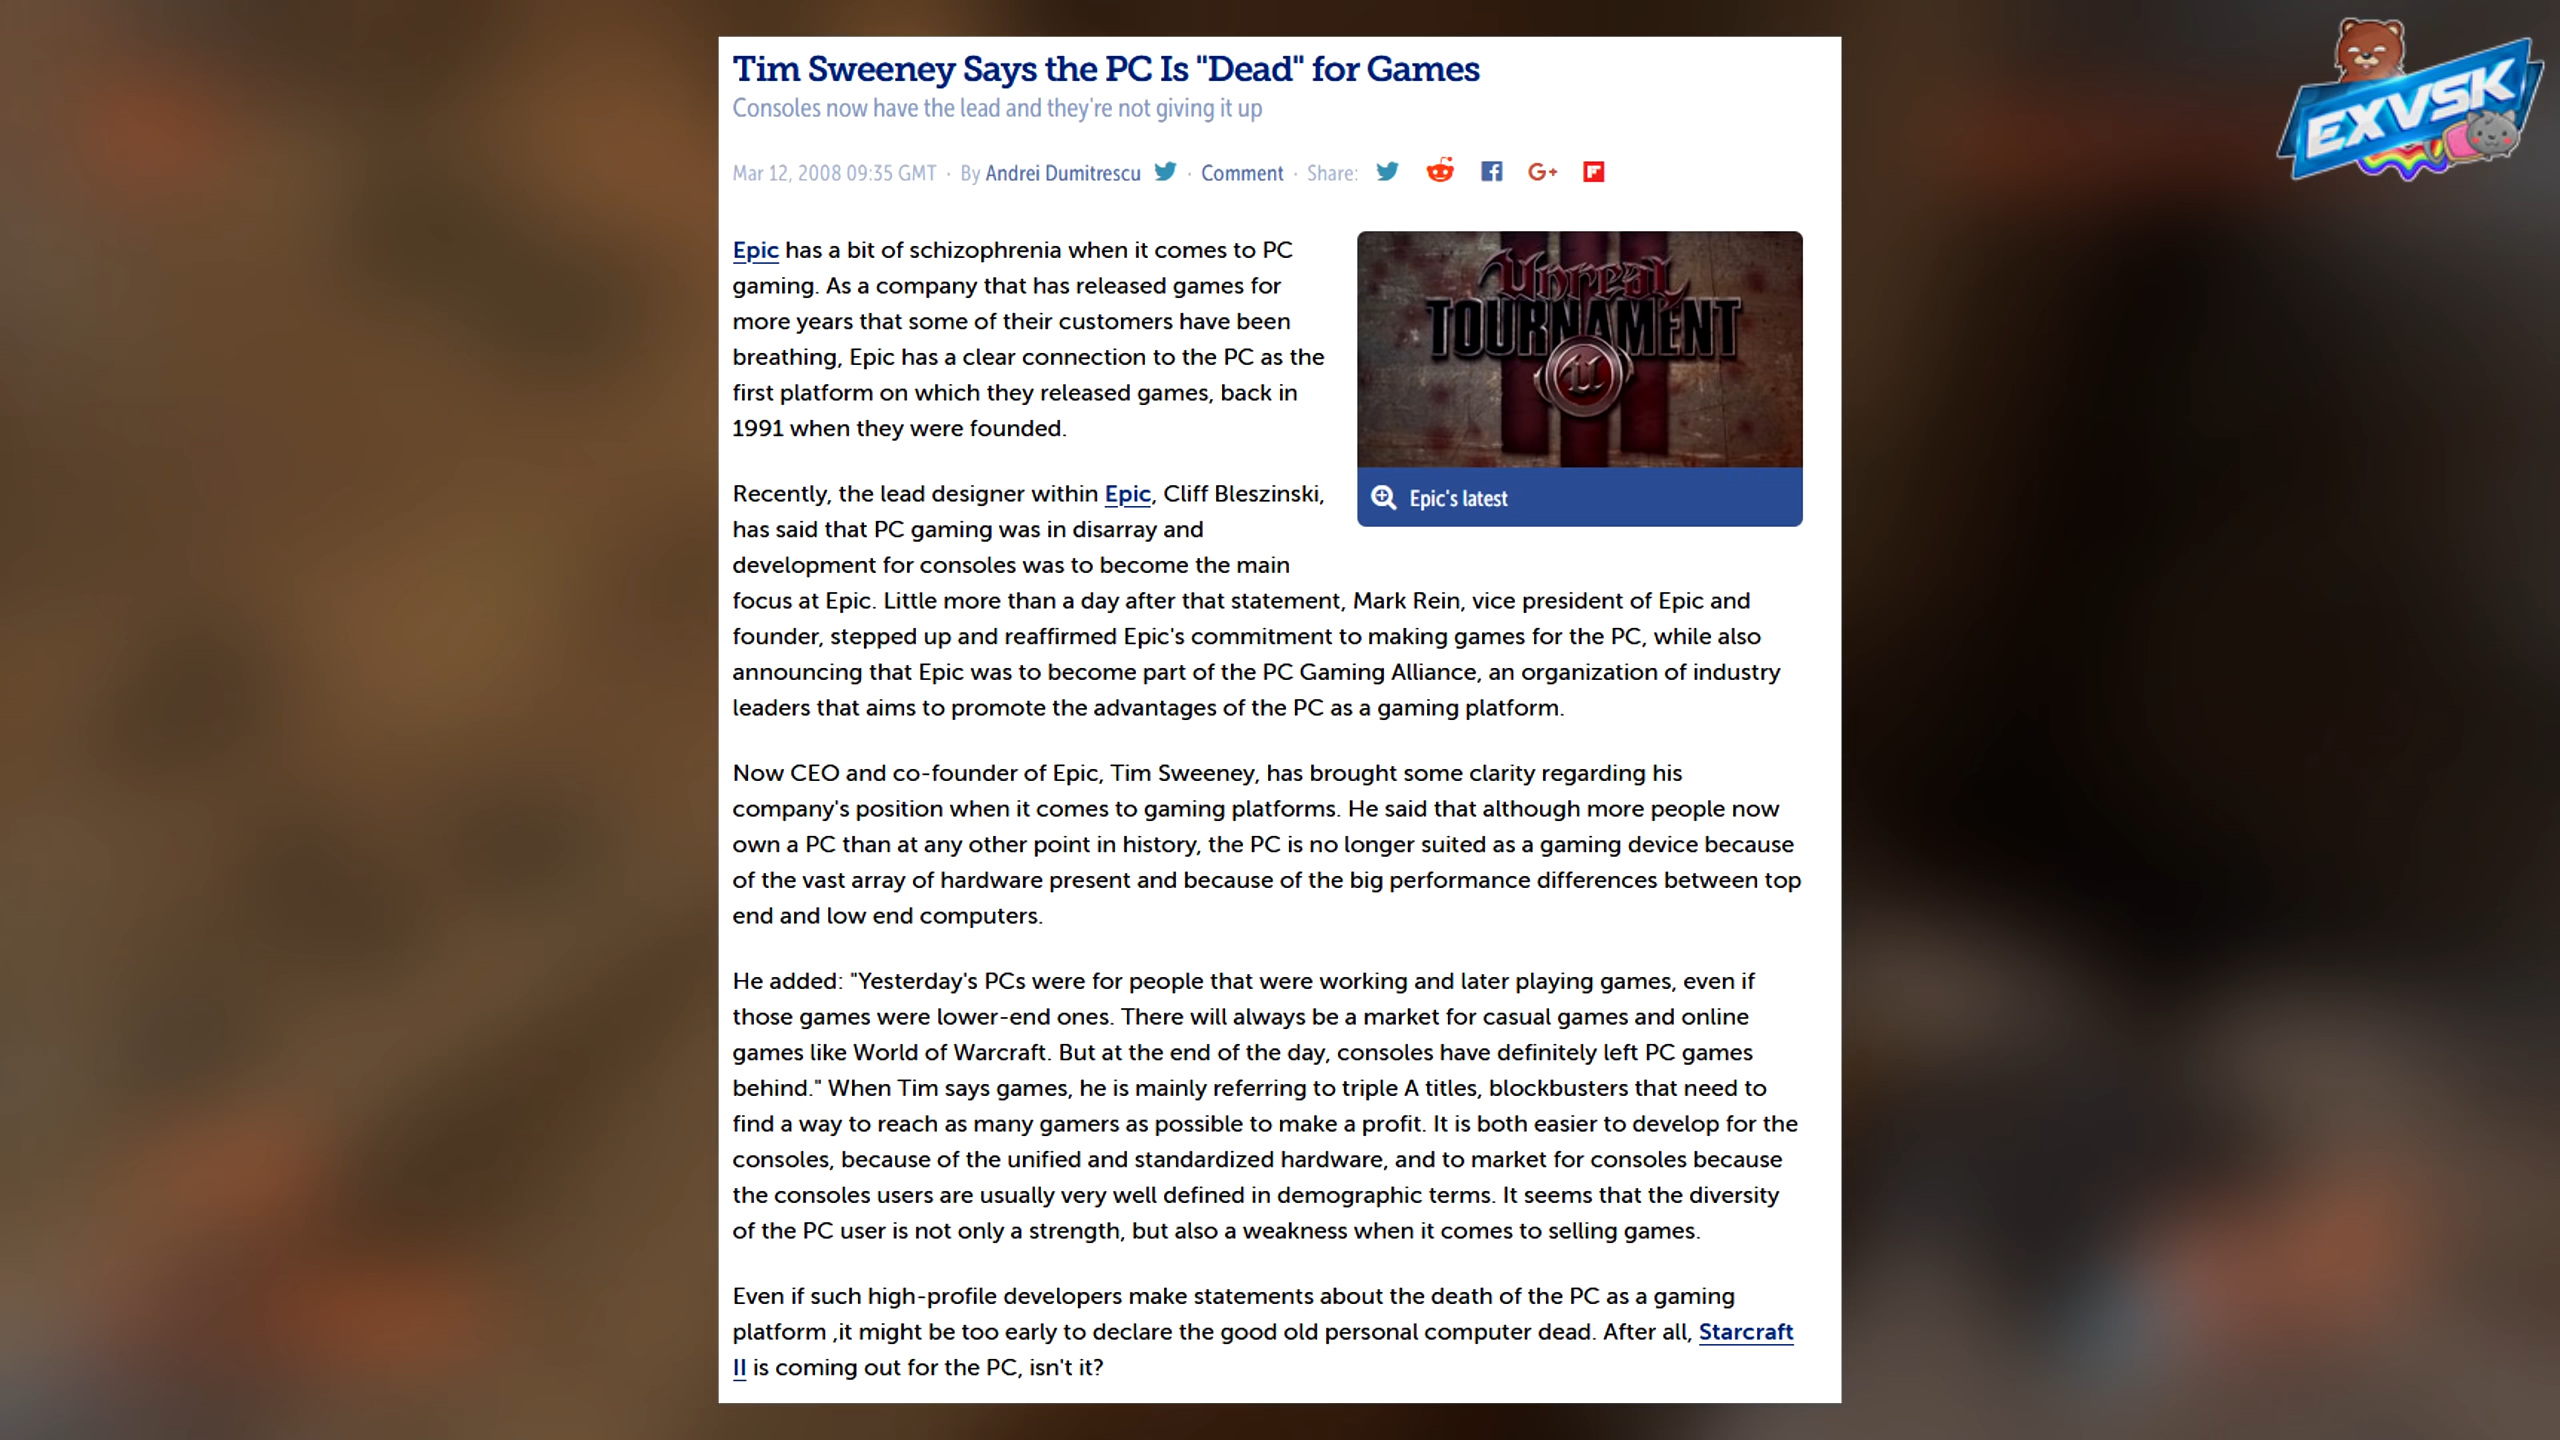 Tim Sweeney Says the PC Is "Dead" for Games
Consoles now have the lead and they're not giving it up
Mar 12, 2008 09:35 GMT · By Andrei Dumitrescu · Comment · Share: G+
EXVSK
Epic has a bit of schizophrenia when it comes to PC
gaming. As a company that has released games for
more years that some of their customers have been
breathing, Epic has a clear connection to the PC as the
first platform on which they released games, back in
1991 when they were founded.
Unreal
TOURNAMENT
Epic's latest
Recently, the lead designer within Epic, Cliff Bleszinski,
has said that PC gaming was in disarray and
development for consoles was to become the main
focus at Epic. Little more than a day after that statement, Mark Rein, vice president of Epic and
founder, stepped up and reaffirmed Epic's commitment to making games for the PC, while also
announcing that Epic was to become part of the PC Gaming Alliance, an organization of industry
leaders that aims to promote the advantages of the PC as a gaming platform.
Now CEO and co-founder of Epic, Tim Sweeney, has brought some clarity regarding his
company's position when it comes to gaming platforms. He said that although more people now
own a PC than at any other point in history, the PC is no longer suited as a gaming device because
of the vast array of hardware present and because of the big performance differences between top
end and low end computers.
He added: "Yesterday's PCs were for people that were working and later playing games, even if
those games were lower-end ones. There will always be a market for casual games and online
games like World of Warcraft. But at the end of the day, consoles have definitely left PC games
behind." When Tim says games, he is mainly referring to triple A titles, blockbusters that need to
find a way to reach as many gamers as possible to make a profit. It is both easier to develop for the
consoles, because of the unified and standardized hardware, and to market for consoles because
the consoles users are usually very well defined in demographic terms. It seems that the diversity
of the PC user is not only a strength, but also a weakness when it comes to selling games.
Even if such high-profile developers make statements about the death of the PC as a gaming
platform ,it might be too early to declare the good old personal computer dead. After all, Starcraft
II is coming out for the PC, isn't it?